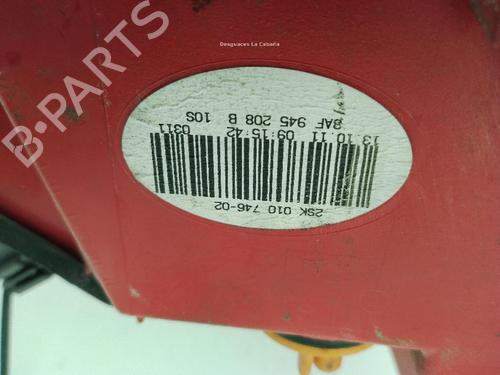 Desguaces La Cabaña
B-PARTS
2SK 010 746-02
13.10.11 09:15:42 0311
8AF 945 208 B 10S